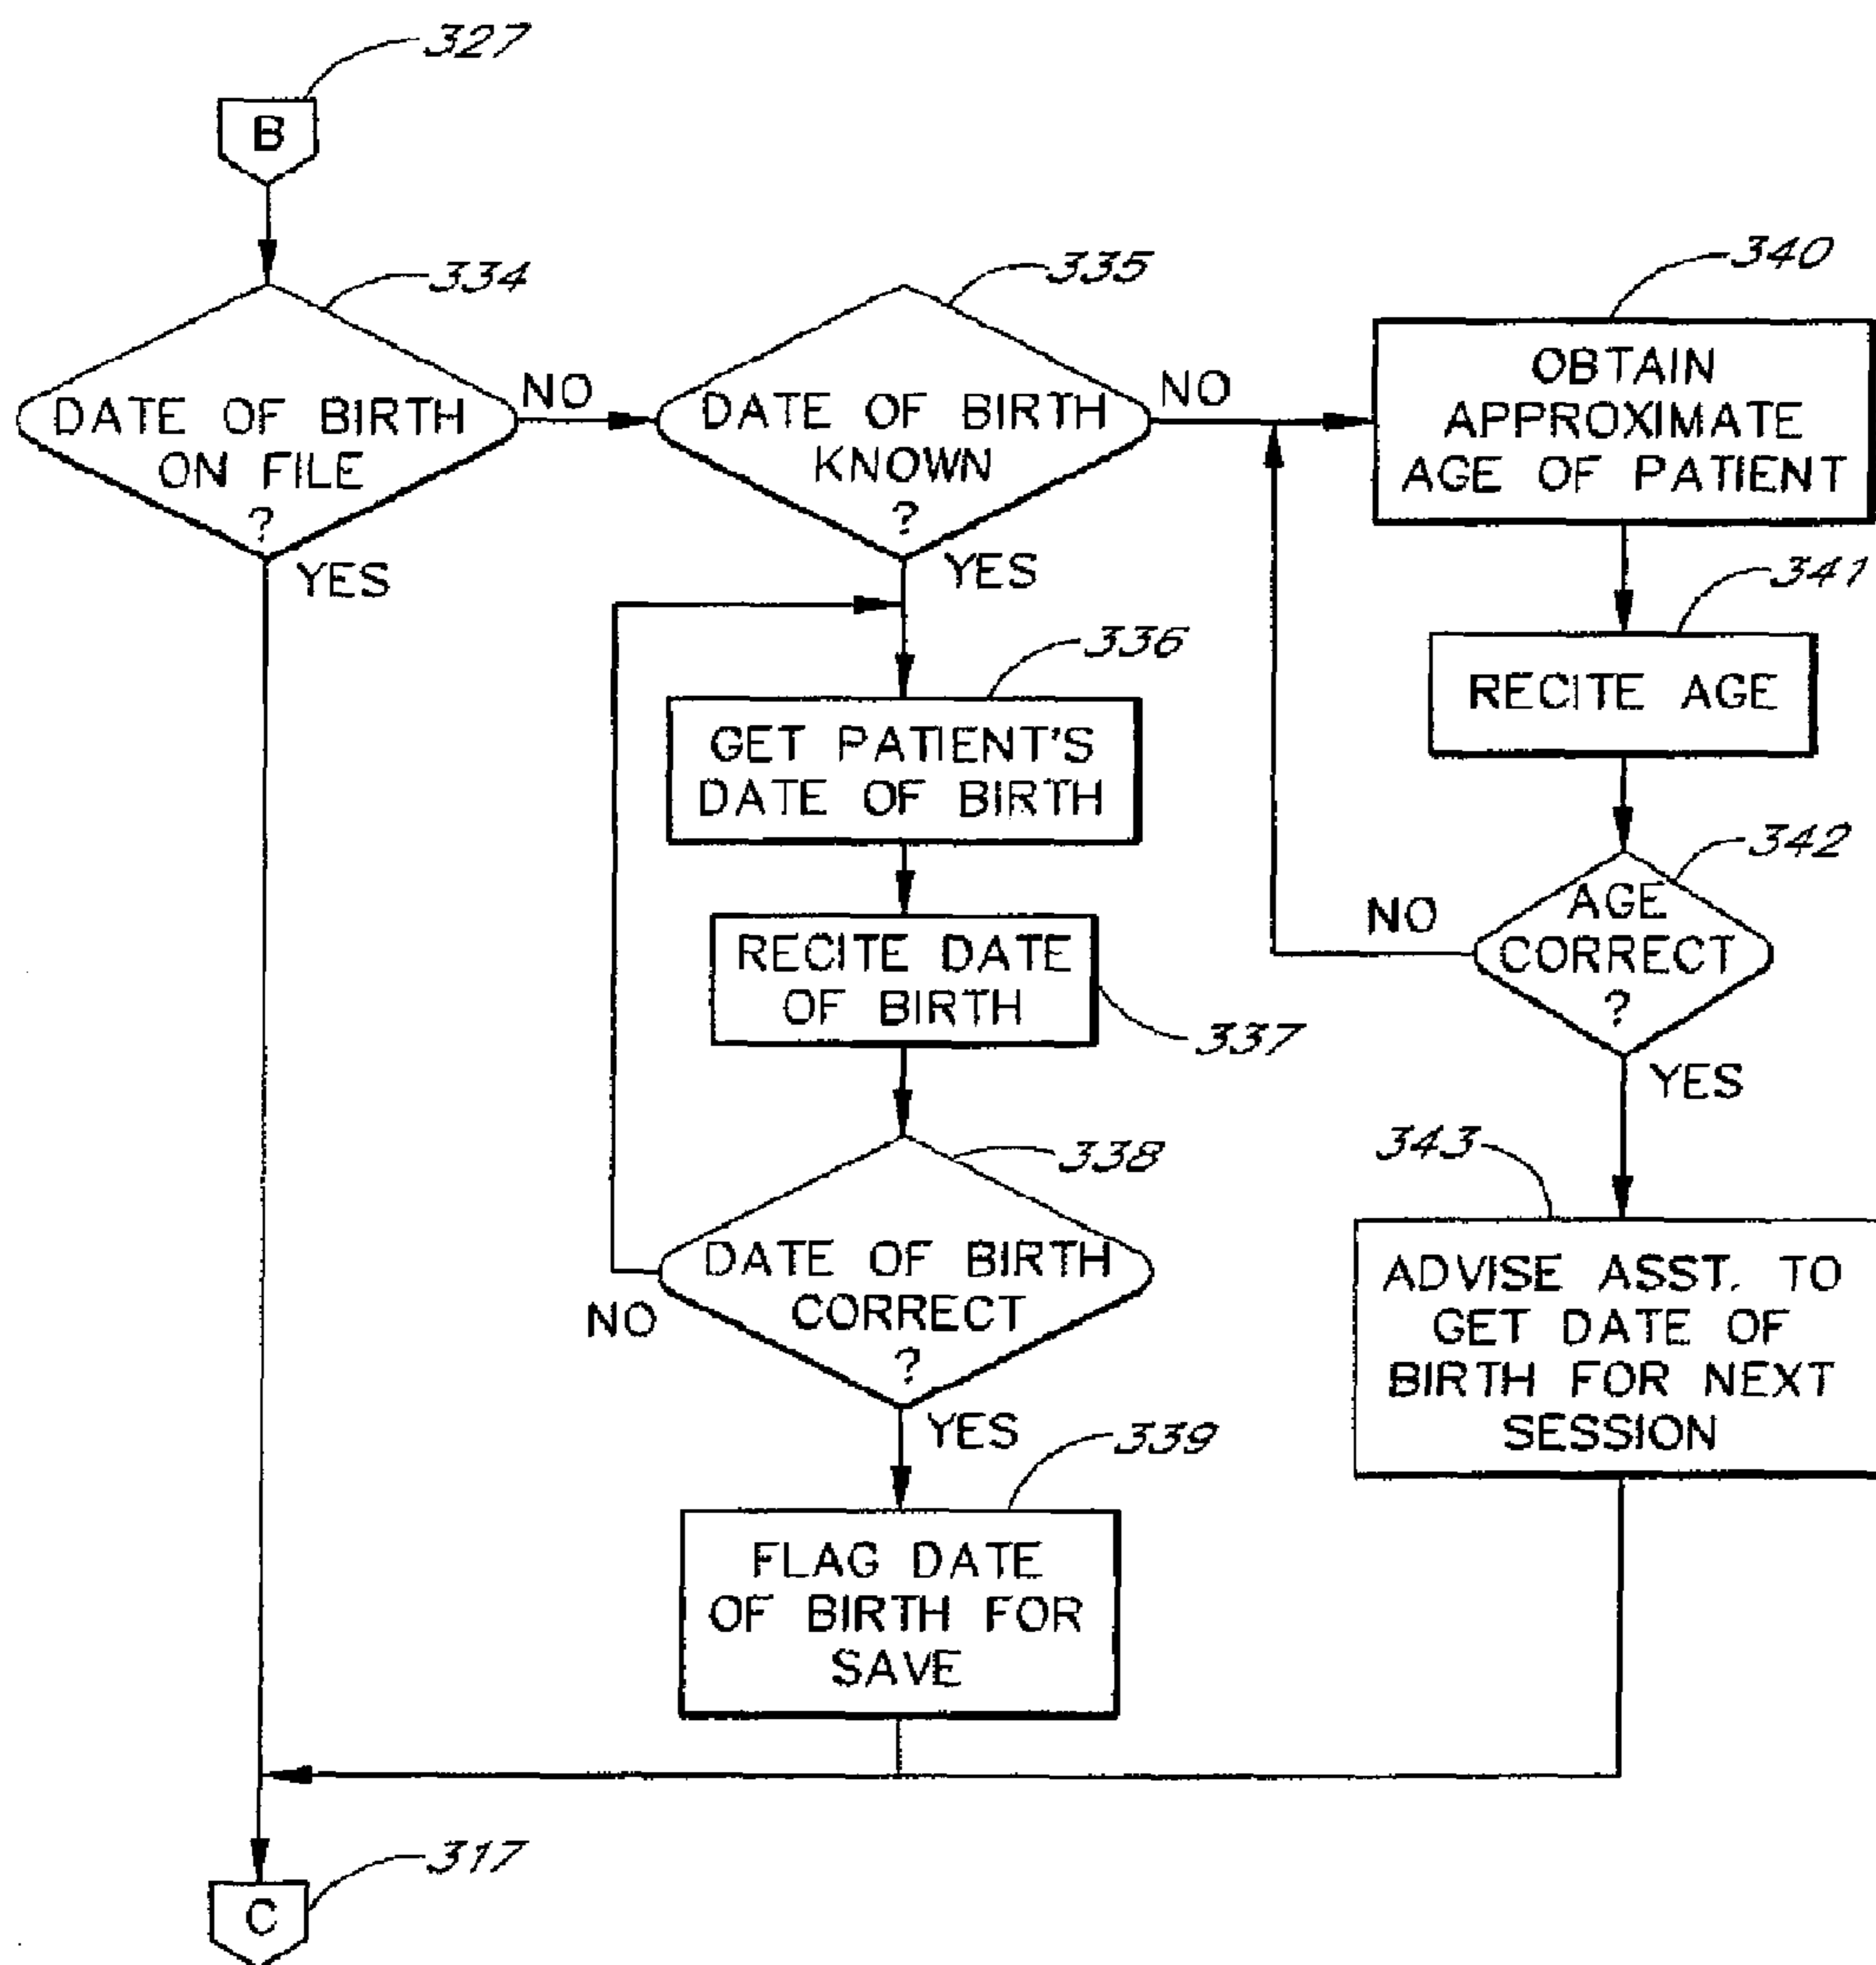 327
B
334
DATE OF BIRTH
ON FILE
?
NO
YES
335
DATE OF BIRTH
KNOWN
?
NO
YES
340
OBTAIN
APPROXIMATE
AGE OF PATIENT
341
RECITE AGE
342
AGE
CORRECT
?
NO
YES
336
GET PATIENT'S
DATE OF BIRTH
RECITE DATE
OF BIRTH
337
338
DATE OF BIRTH
CORRECT
?
NO
YES
339
FLAG DATE
OF BIRTH FOR
SAVE
343
ADVISE ASST. TO
GET DATE OF
BIRTH FOR NEXT
SESSION
317
C